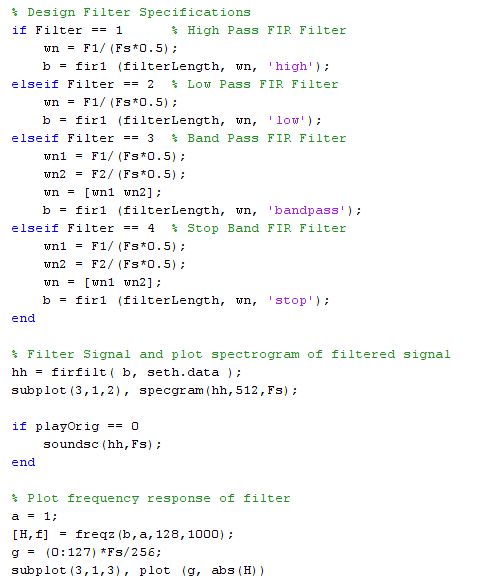 % Design Filter Specifications
if Filter == 1      % High Pass FIR Filter
    wn = F1/(Fs*0.5);
    b = fir1 (filterLength, wn, 'high');
elseif Filter == 2  % Low Pass FIR Filter
    wn = F1/(Fs*0.5);
    b = fir1 (filterLength, wn, 'low');
elseif Filter == 3  % Band Pass FIR Filter
    wn1 = F1/(Fs*0.5);
    wn2 = F2/(Fs*0.5);
    wn = [wn1 wn2];
    b = fir1 (filterLength, wn, 'bandpass');
elseif Filter == 4  % Stop Band FIR Filter
    wn1 = F1/(Fs*0.5);
    wn2 = F2/(Fs*0.5);
    wn = [wn1 wn2];
    b = fir1 (filterLength, wn, 'stop');
end

% Filter Signal and plot spectrogram of filtered signal
hh = firfilt( b, seth.data );
subplot(3,1,2), specgram(hh,512,Fs);

if playOrig == 0
    soundsc(hh,Fs);
end

% Plot frequency response of filter
a = 1;
[H,f] = freqz(b,a,128,1000);
g = (0:127)*Fs/256;
subplot(3,1,3), plot (g, abs(H))